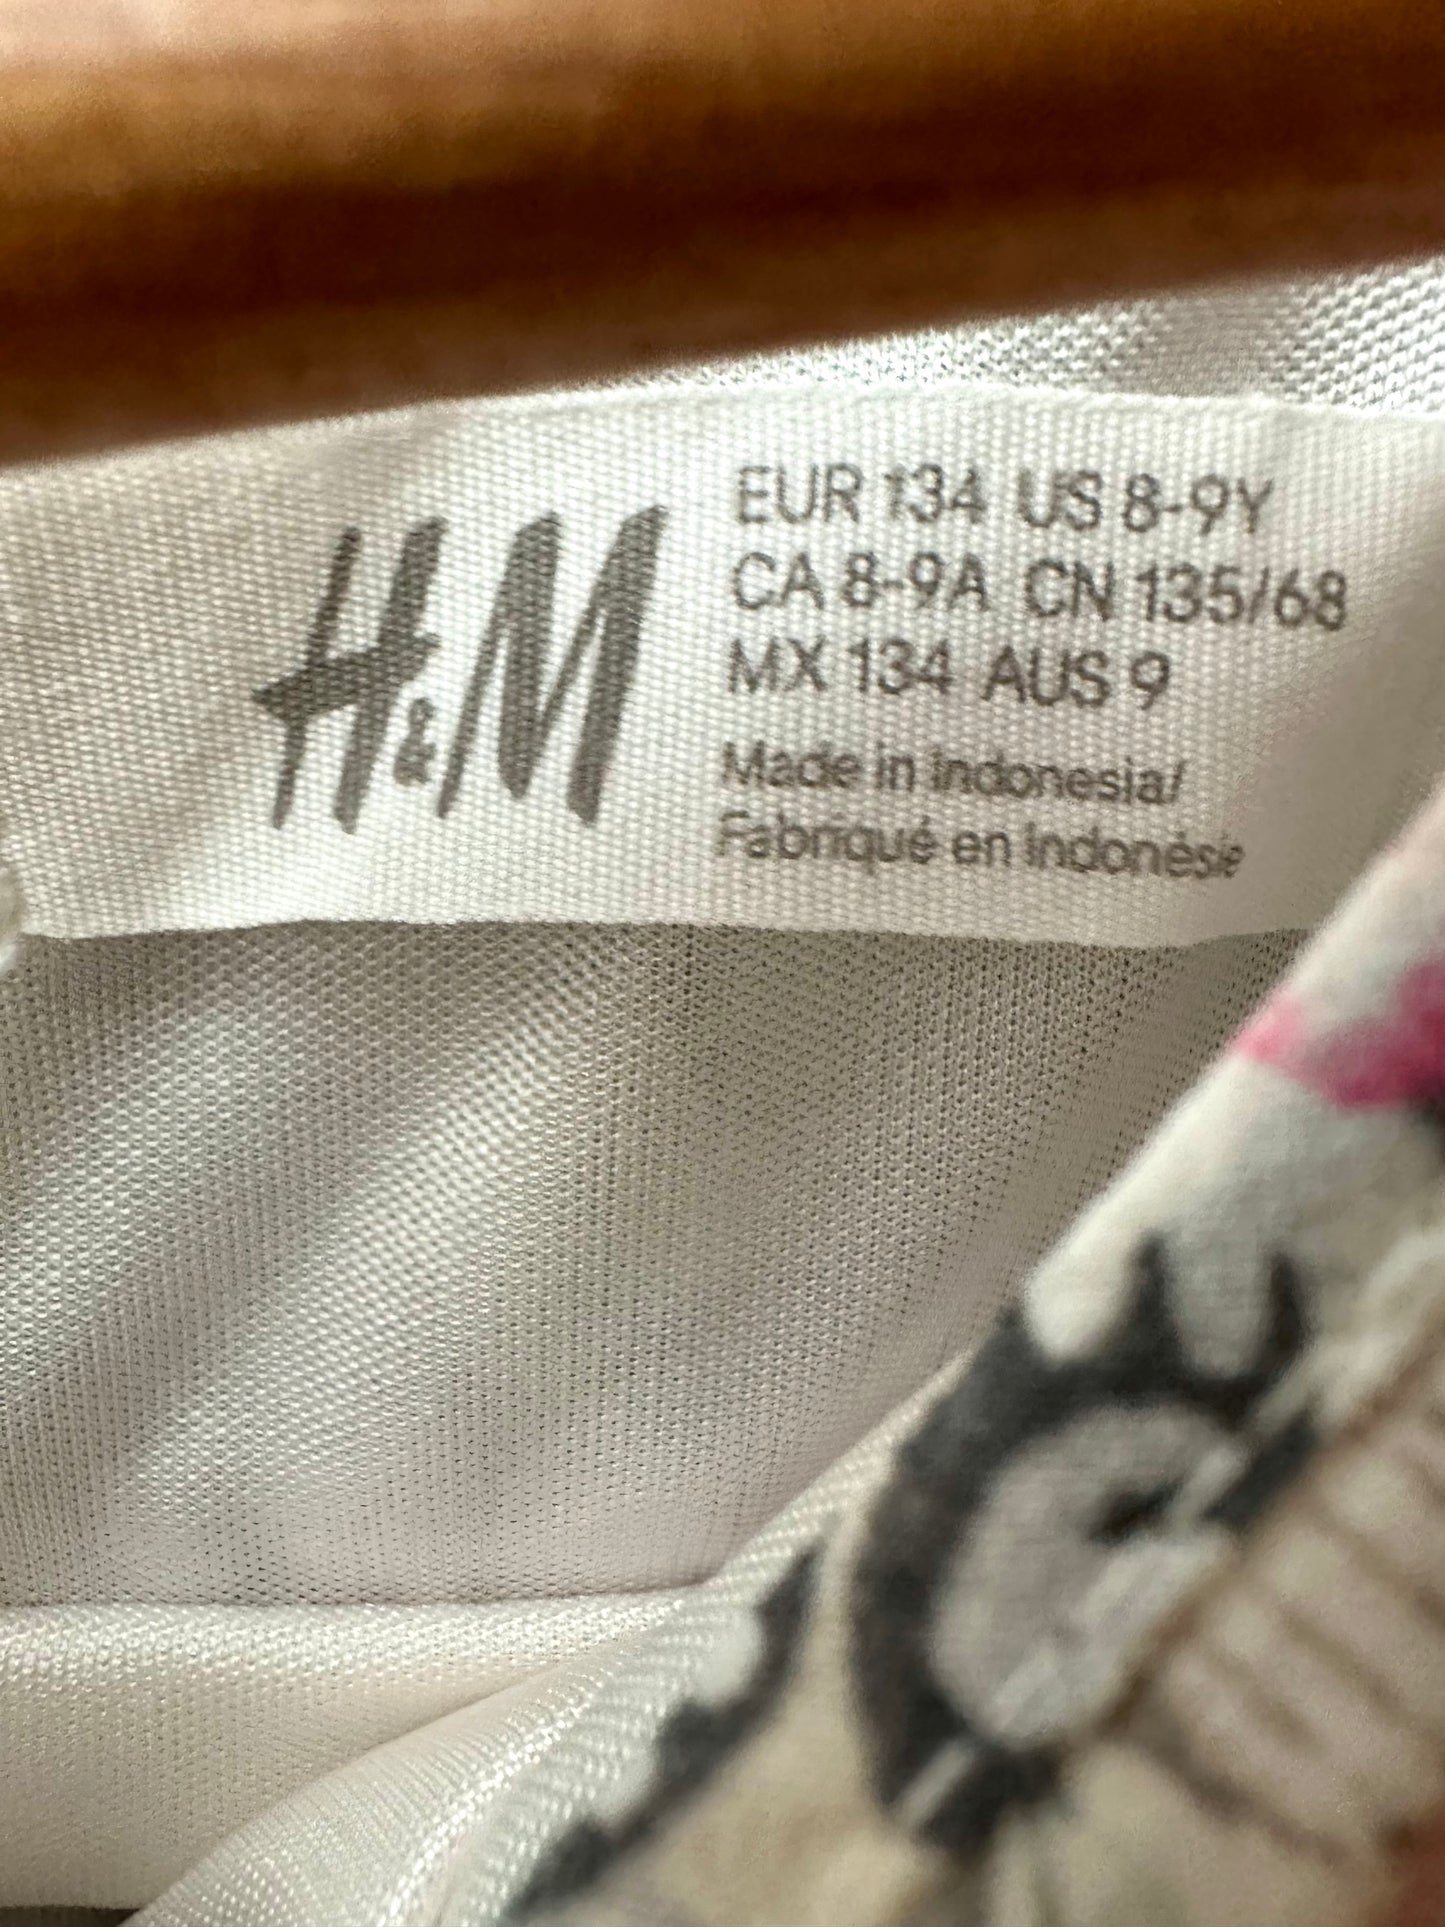 H&M
EUR 134 US 8-9Y
CA 8-9A CN 135/68
MX 134 AUS 9
Made in Indonesia/
Fabriqué en Indonésie